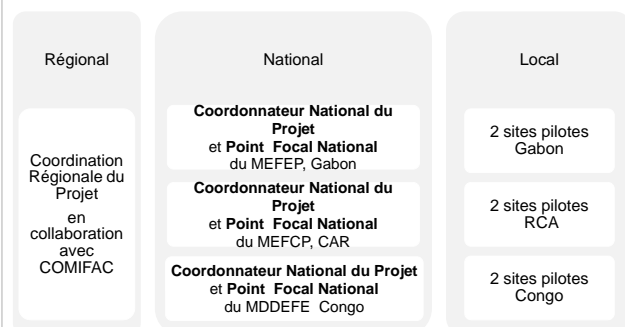 Régional
Coordination
Régionale du
Projet
en
collaboration
avec
COMIFAC
National
Coordonnateur National du
Projet
et Point Focal National
du MEFEP, Gabon
Coordonnateur National du
Projet
et Point Focal National
du MEFCP, CAR
Coordonnateur National du Projet
et Point Focal National
du MDDEFE Congo
Local
2 sites pilotes
Gabon
2 sites pilotes
RCA
2 sites pilotes
Congo